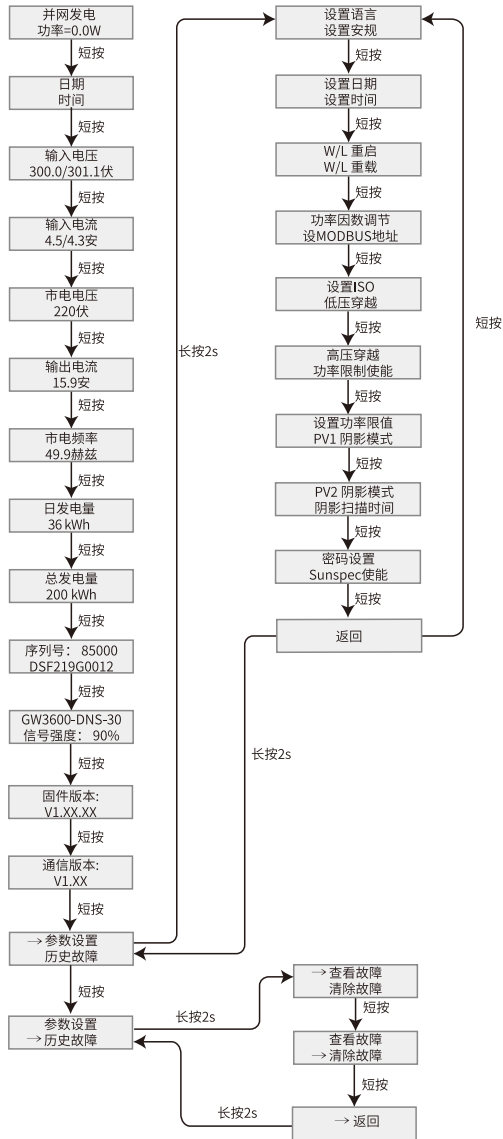 并网发电
功率=0.0W
短按
日期
时间
短按
输入电压
300.0/301.1伏
短按
输入电流
4.5/4.3安
短按
市电电压
220伏
短按
输出电流
15.9安
短按
市电频率
49.9赫兹
短按
日发电量
36 kWh
短按
总发电量
200 kWh
短按
序列号： 85000
DSF219G0012
短按
GW3600-DNS-30
信号强度： 90%
短按
固件版本:
V1.XX.XX
短按
通信版本:
V1.XX
短按
→ 参数设置
历史故障
短按
参数设置
→ 历史故障
长按2s
设置语言
设置安规
短按
设置日期
设置时间
短按
W/L 重启
W/L 重载
短按
功率因数调节
设MODBUS地址
短按
设置ISO
低压穿越
短按
高压穿越
功率限制使能
短按
设置功率限值
PV1 阴影模式
短按
PV2 阴影模式
阴影扫描时间
短按
密码设置
Sunspec使能
短按
返回
短按
长按2s
长按2s
→ 查看故障
清除故障
短按
查看故障
→ 清除故障
短按
→ 返回
长按2s